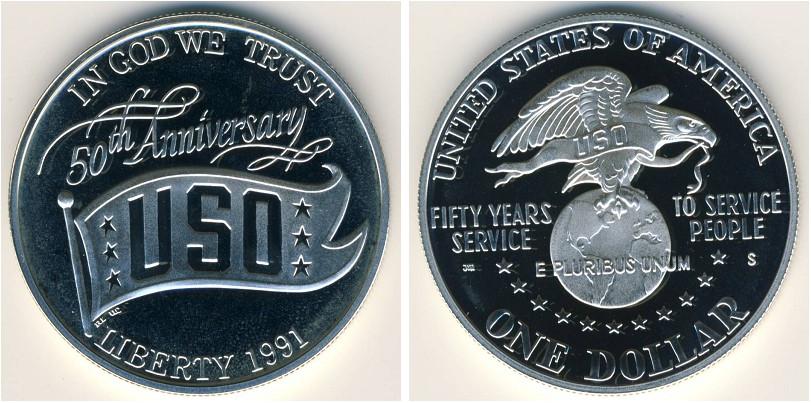 IN GOD WE TRUST
50th Anniversary
USO
LIBERTY 1991
UNITED STATES OF AMERICA
USO
FIFTY YEARS
SERVICE
TO SERVICE
PEOPLE
E PLURIBUS UNUM
S
ONE DOLLAR